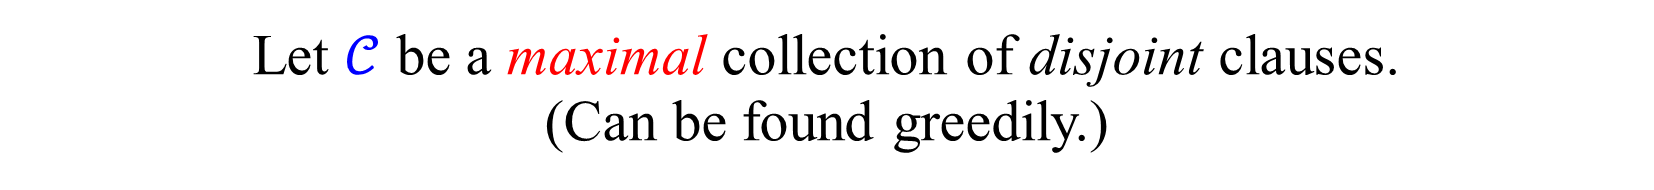 Let 𝒞 be a maximal collection of disjoint clauses.
(Can be found greedily.)